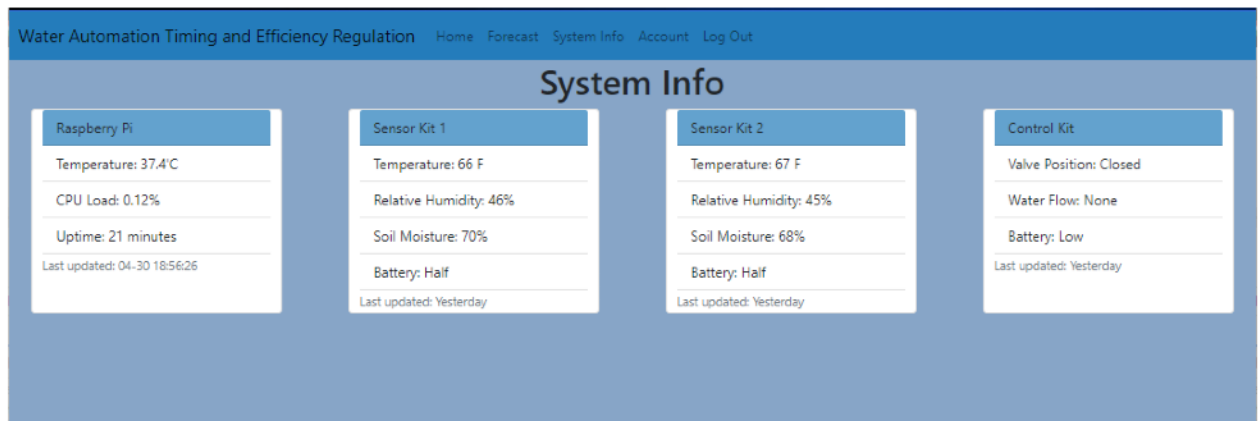 Water Automation Timing and Efficiency Regulation Home Forecast System Info Account Log Out
System Info
Raspberry Pi
Temperature: 37.4'C
CPU Load: 0.12%
Uptime: 21 minutes
Last updated: 04-30 18:56:26
Sensor Kit 1
Temperature: 66 F
Relative Humidity: 46%
Soil Moisture: 70%
Battery: Half
Last updated: Yesterday
Sensor Kit 2
Temperature: 67 F
Relative Humidity: 45%
Soil Moisture: 68%
Battery: Half
Last updated: Yesterday
Control Kit
Valve Position: Closed
Water Flow: None
Battery: Low
Last updated: Yesterday